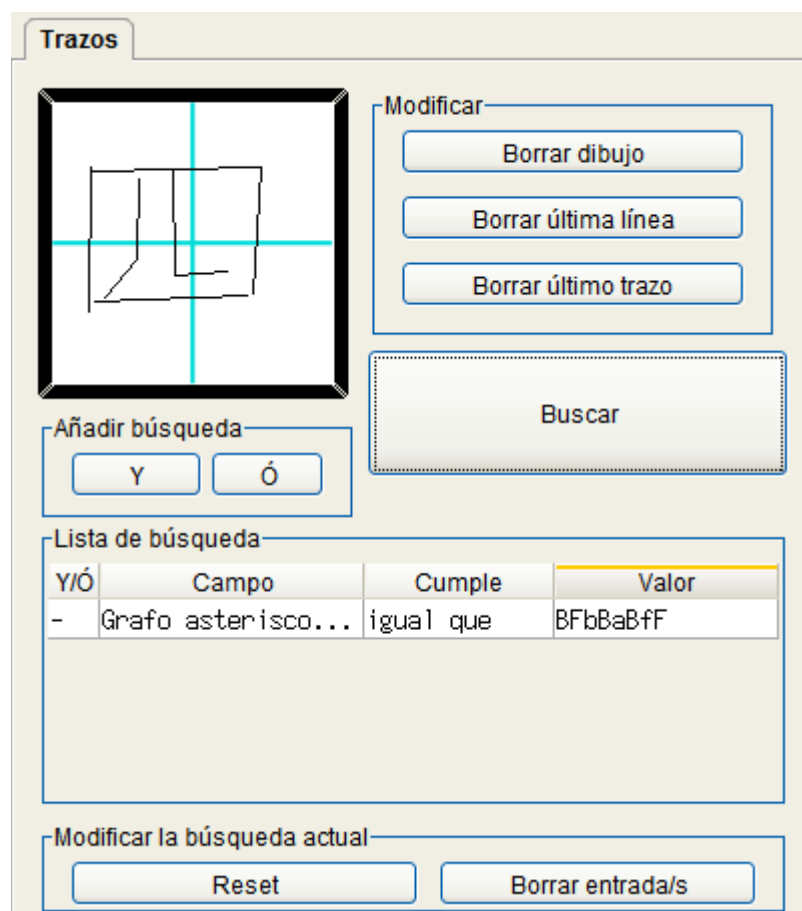 Trazos
Modificar
Borrar dibujo
Borrar última línea
Borrar último trazo
Buscar
Añadir búsqueda
Y Ó
Lista de búsqueda
Y/Ó Campo Cumple Valor
- Grafo asterisco... igual que BFbBaBfF
Modificar la búsqueda actual
Reset Borrar entrada/s